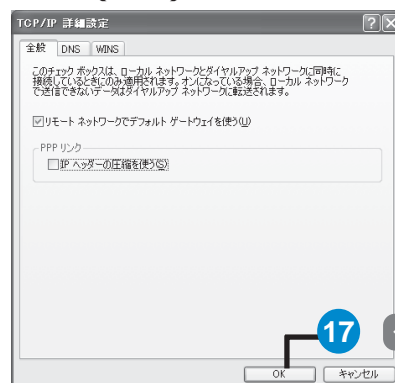 TCP/IP 詳細設定
全般 DNS WINS
このチェック ボックスは、ローカル ネットワークとダイヤルアップ ネットワークに同時に
接続しているときにのみ適用されます。オンになっている場合、ローカル ネットワーク
で送信できないデータはダイヤルアップ ネットワークに転送されます。
リモート ネットワークでデフォルト ゲートウェイを使う(U)
PPP リンク
IP ヘッダーの圧縮を使う(S)
17
OK キャンセル